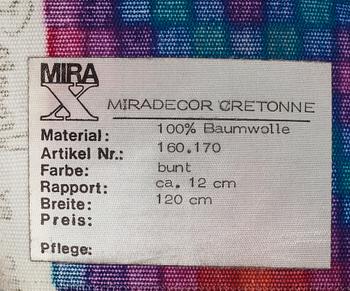 MIRA
X MIRADECOR CRETONNE
Material: 100% Baumwolle
Artikel Nr.: 160.170
Farbe: bunt
Rapport: ca. 12 cm
Breite: 120 cm
Preis:
Pflege: